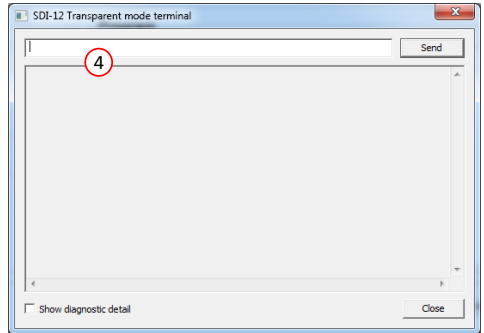 SDI-12 Transparent mode terminal
Send
4
Show diagnostic detail
Close